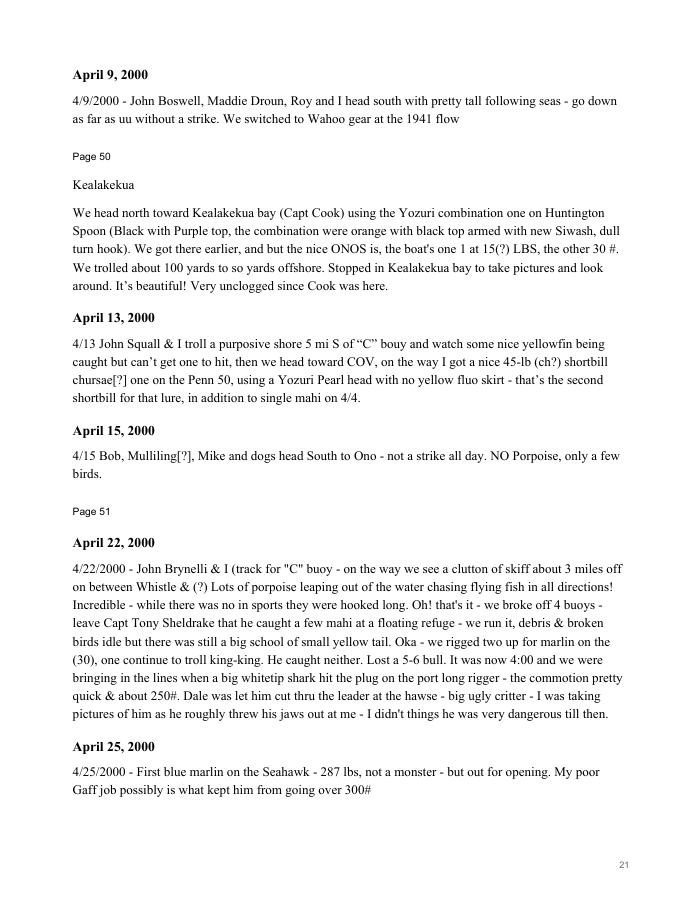 April 9, 2000
4/9/2000 - John Boswell, Maddie Droun, Roy and I head south with pretty tall following seas - go down
as far as uu without a strike. We switched to Wahoo gear at the 1941 flow
Page 50
Kealakekua
We head north toward Kealakekua bay (Capt Cook) using the Yozuri combination one on Huntington
Spoon (Black with Purple top, the combination were orange with black top armed with new Siwash, dull
turn hook). We got there earlier, and but the nice ONOS is, the boat's one 1 at 15(?) LBS, the other 30 #.
We trolled about 100 yards to so yards offshore. Stopped in Kealakekua bay to take pictures and look
around. It’s beautiful! Very unclogged since Cook was here.
April 13, 2000
4/13 John Squall & I troll a purposive shore 5 mi S of “C” bouy and watch some nice yellowfin being
caught but can’t get one to hit, then we head toward COV, on the way I got a nice 45-lb (ch?) shortbill
chursae[?] one on the Penn 50, using a Yozuri Pearl head with no yellow fluo skirt - that’s the second
shortbill for that lure, in addition to single mahi on 4/4.
April 15, 2000
4/15 Bob, Mulliling[?], Mike and dogs head South to Ono - not a strike all day. NO Porpoise, only a few
birds.
Page 51
April 22, 2000
4/22/2000 - John Brynelli & I (track for "C" buoy - on the way we see a clutton of skiff about 3 miles off
on between Whistle & (?) Lots of porpoise leaping out of the water chasing flying fish in all directions!
Incredible - while there was no in sports they were hooked long. Oh! that's it - we broke off 4 buoys -
leave Capt Tony Sheldrake that he caught a few mahi at a floating refuge - we run it, debris & broken
birds idle but there was still a big school of small yellow tail. Oka - we rigged two up for marlin on the
(30), one continue to troll king-king. He caught neither. Lost a 5-6 bull. It was now 4:00 and we were
bringing in the lines when a big whitetip shark hit the plug on the port long rigger - the commotion pretty
quick & about 250#. Dale was let him cut thru the leader at the hawse - big ugly critter - I was taking
pictures of him as he roughly threw his jaws out at me - I didn't things he was very dangerous till then.
April 25, 2000
4/25/2000 - First blue marlin on the Seahawk - 287 lbs, not a monster - but out for opening. My poor
Gaff job possibly is what kept him from going over 300#
21